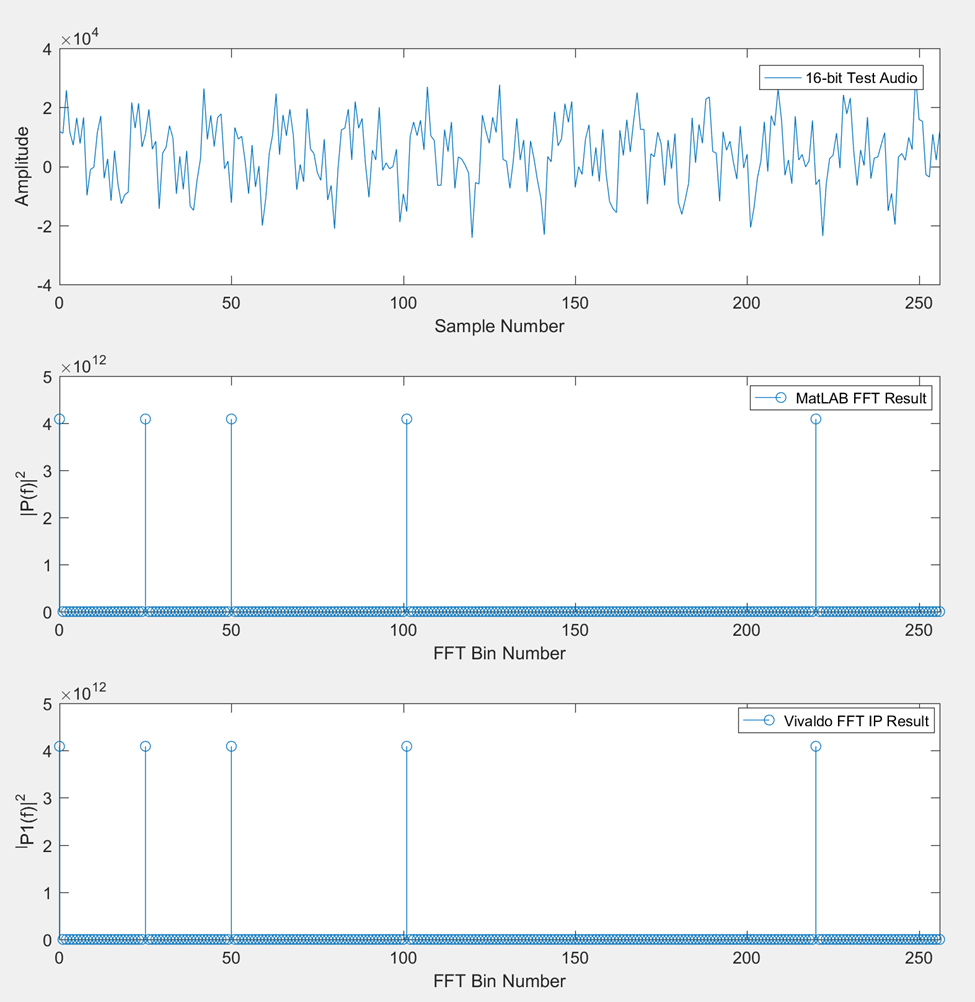 ×10⁴
4
2
0
-2
-4
Amplitude
16-bit Test Audio
0 50 100 150 200 250
Sample Number
×10¹²
5
4
3
2
1
0
|P(f)|²
MatLAB FFT Result
0 50 100 150 200 250
FFT Bin Number
×10¹²
5
4
3
2
1
0
|P1(f)|²
Vivaldo FFT IP Result
0 50 100 150 200 250
FFT Bin Number